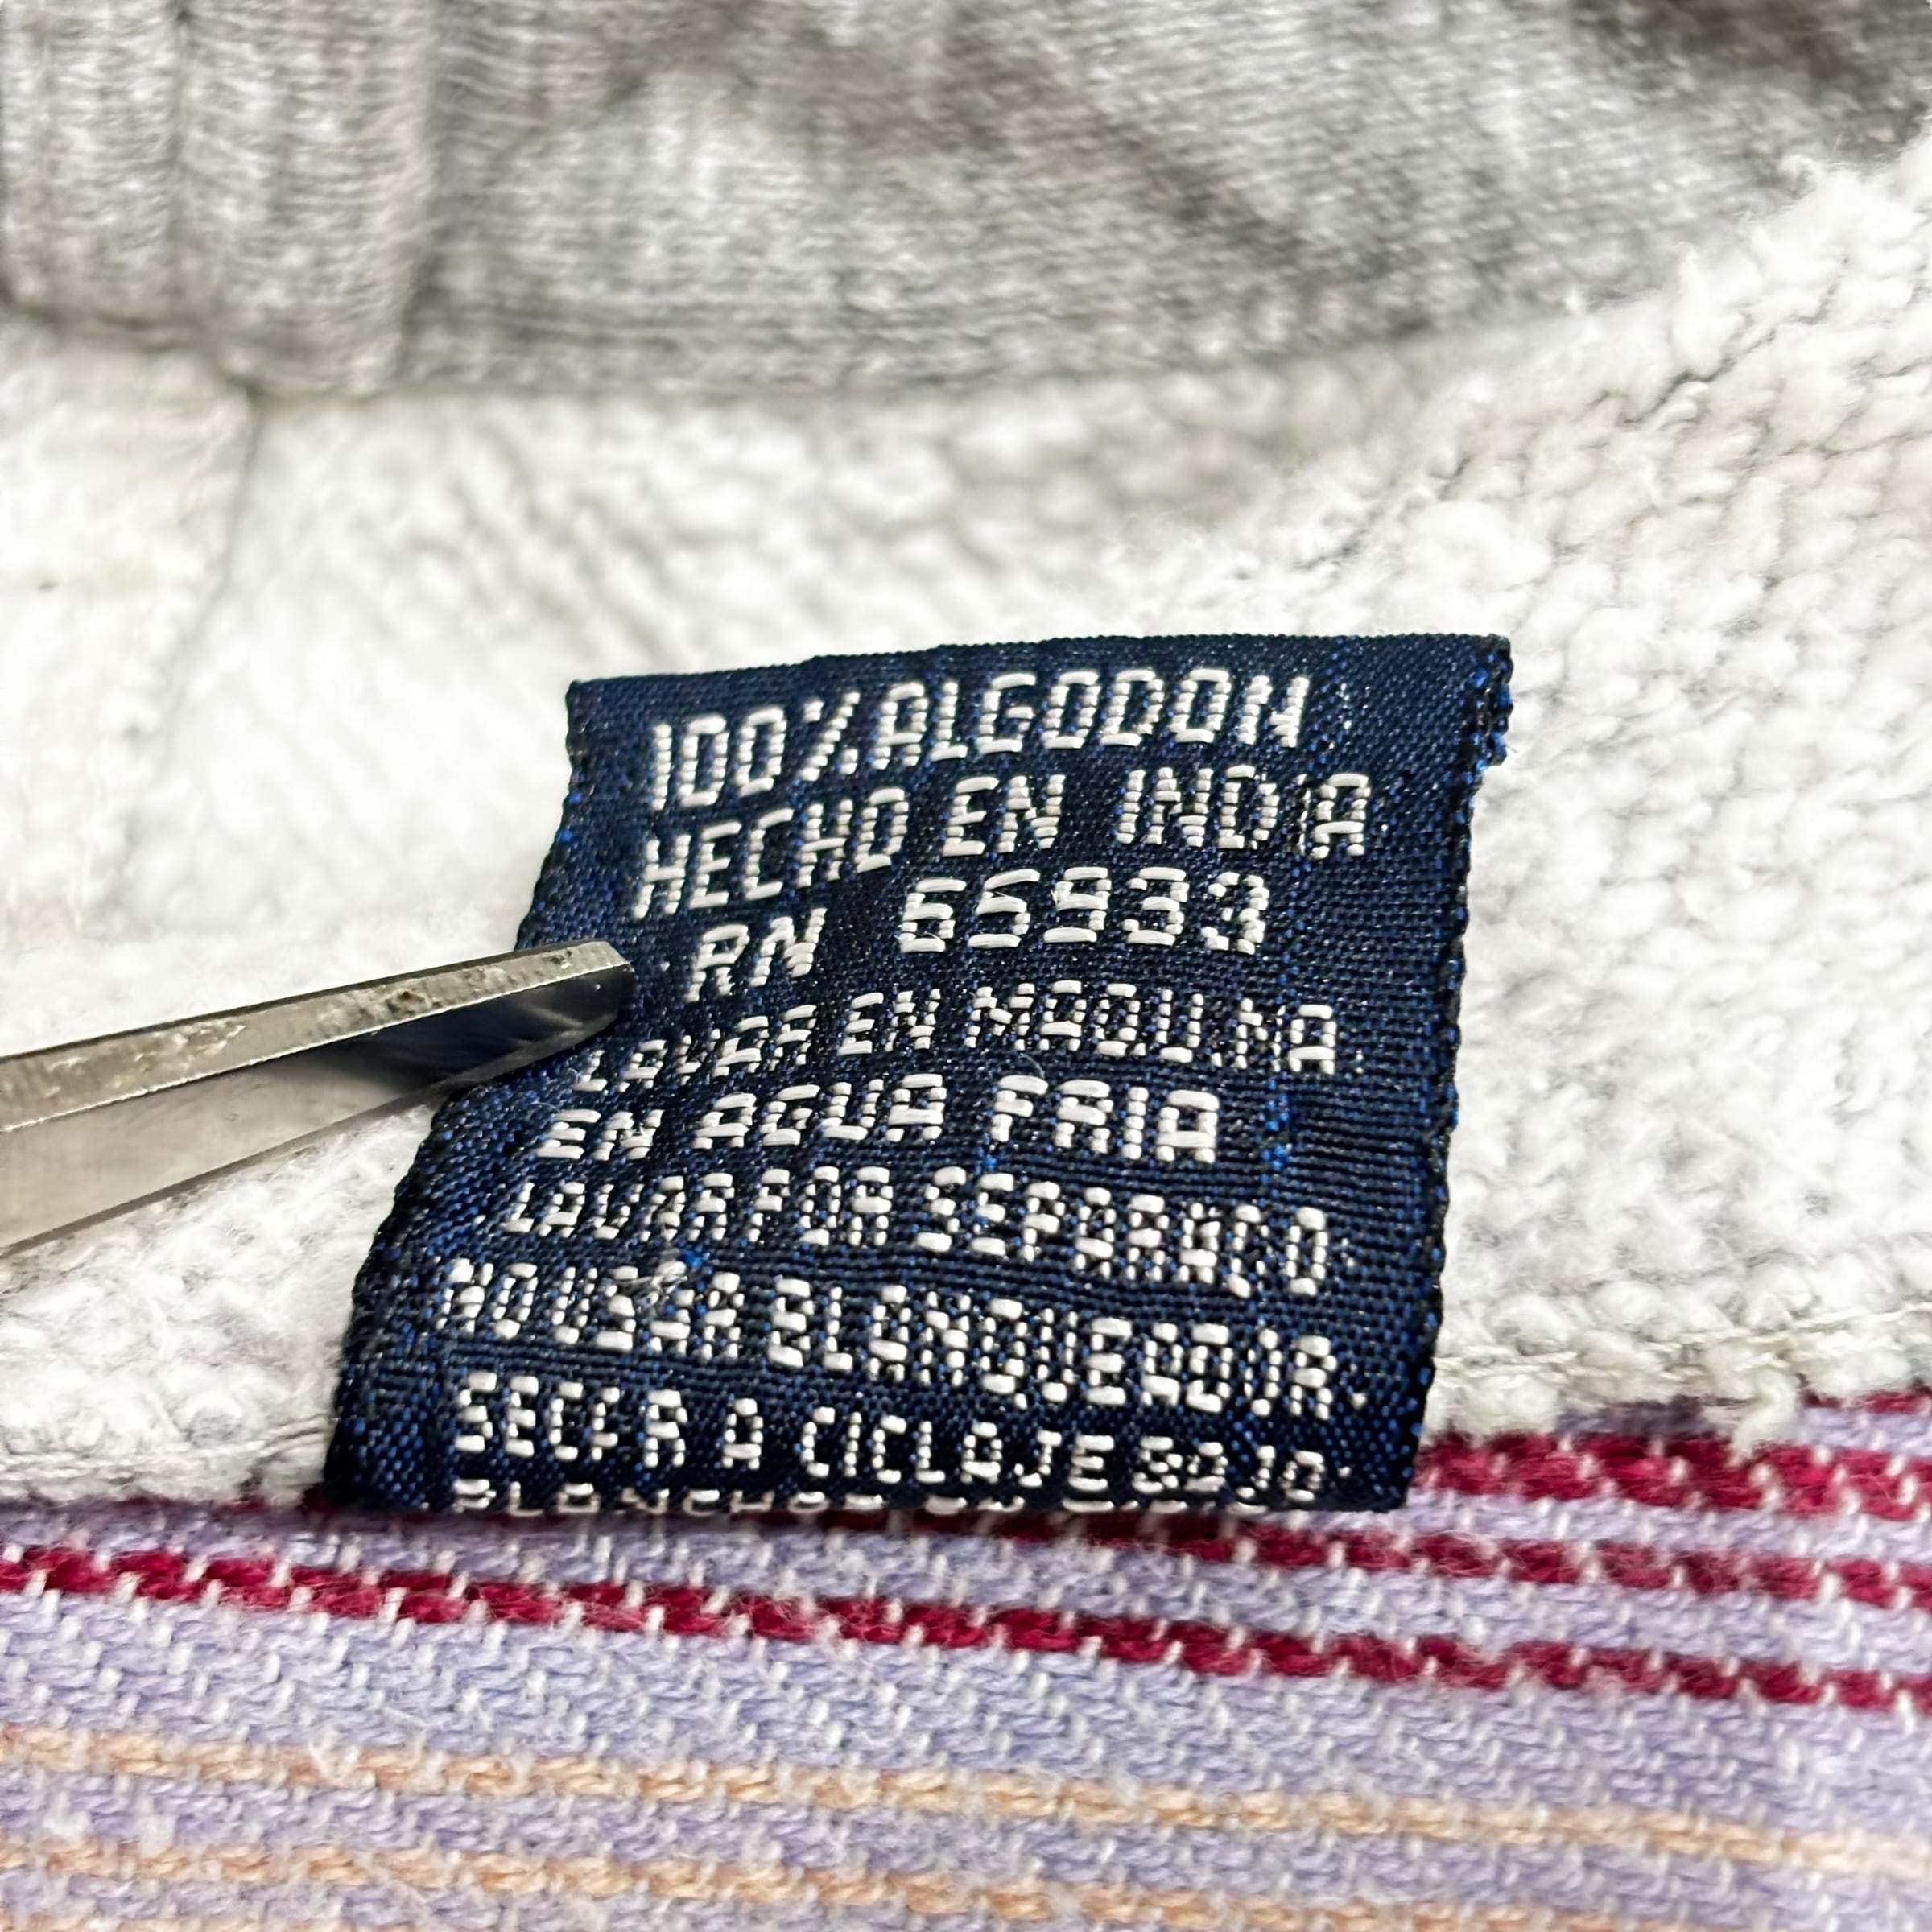 100% ALGODON
HECHO EN INDIA
RN 65933
LAVAR EN MAQUINA
EN AGUA FRIA
LAVAR POR SEPARACO
NO USAR BLANQUEADOR.
SECAR A CICLAJE BAJO